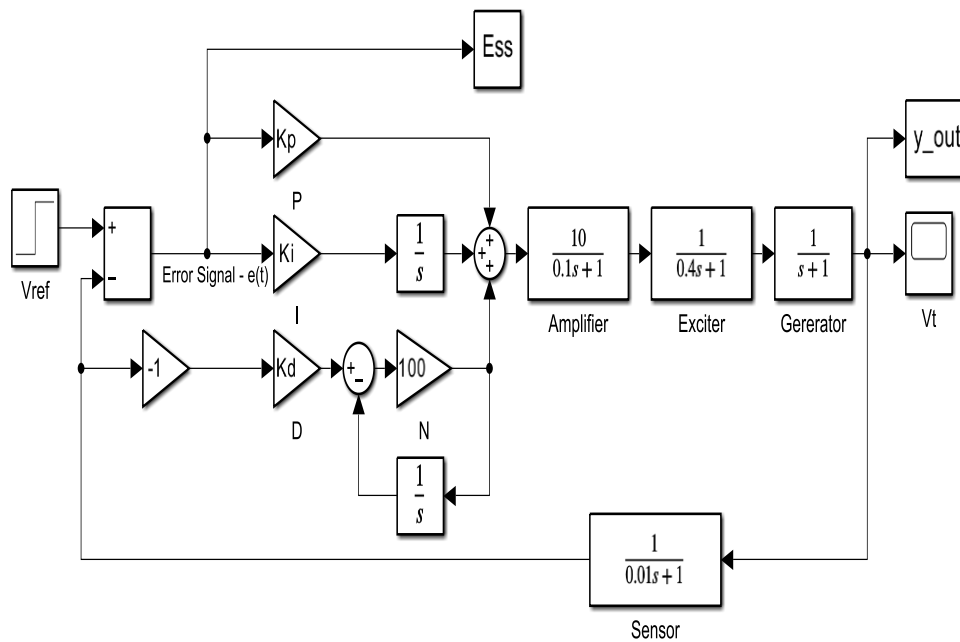 Ess
Kp
P
y_out
Vref
+
−
Error Signal - e(t)
Ki
I
1
s
+
+
+
10
0.1s+1
Amplifier
1
0.4s+1
Exciter
1
s+1
Gererator
Vt
-1
Kd
D
+
−
100
N
1
s
1
0.01s+1
Sensor